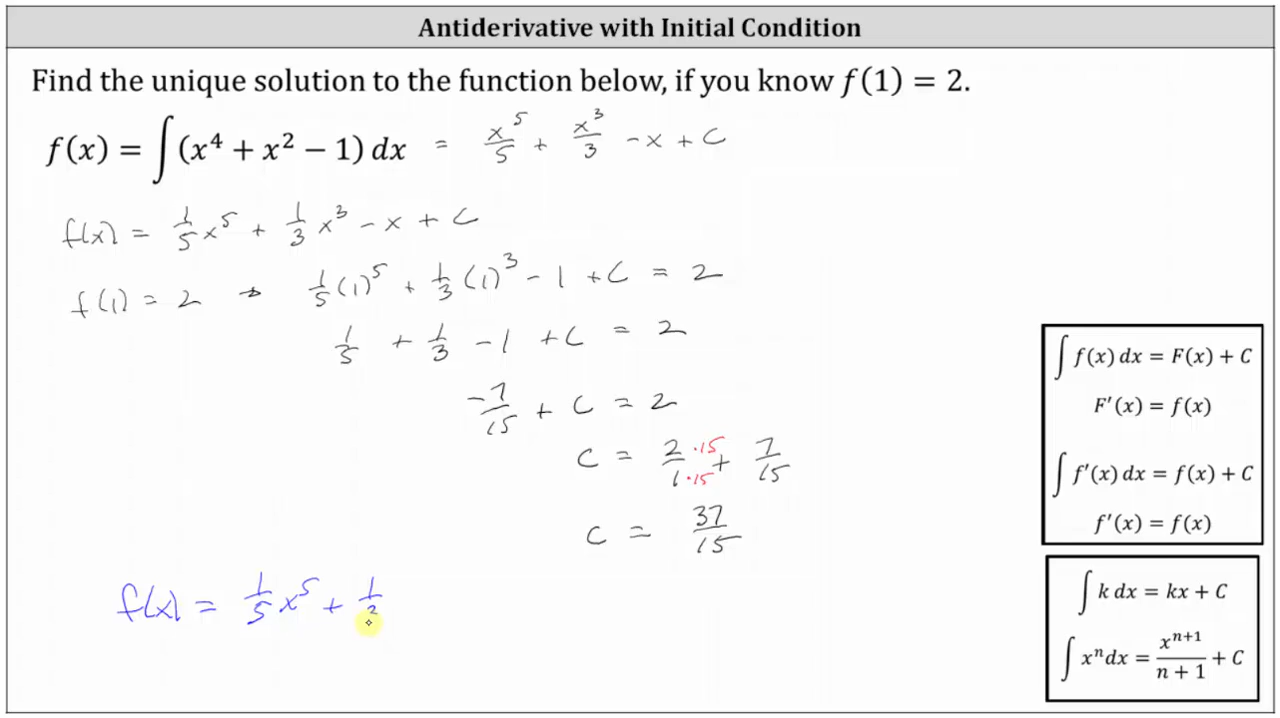 Antiderivative with Initial Condition
Find the unique solution to the function below, if you know f(1) = 2.
f(x) = ∫(x⁴ + x² − 1) dx = x⁵/5 + x³/3 − x + C
f(x) = 1/5 x⁵ + 1/3 x³ − x + C
f(1) = 2 → 1/5 (1)⁵ + 1/3 (1)³ − 1 + C = 2
1/5 + 1/3 − 1 + C = 2
−7/15 + C = 2
C = 2/1 ·15/·15 + 7/15
C = 37/15
f(x) = 1/5 x⁵ + 1/3
∫ f(x) dx = F(x) + C
F′(x) = f(x)
∫ f′(x) dx = f(x) + C
f′(x) = f(x)
∫ k dx = kx + C
∫ xⁿ dx = xⁿ⁺¹/n + 1 + C